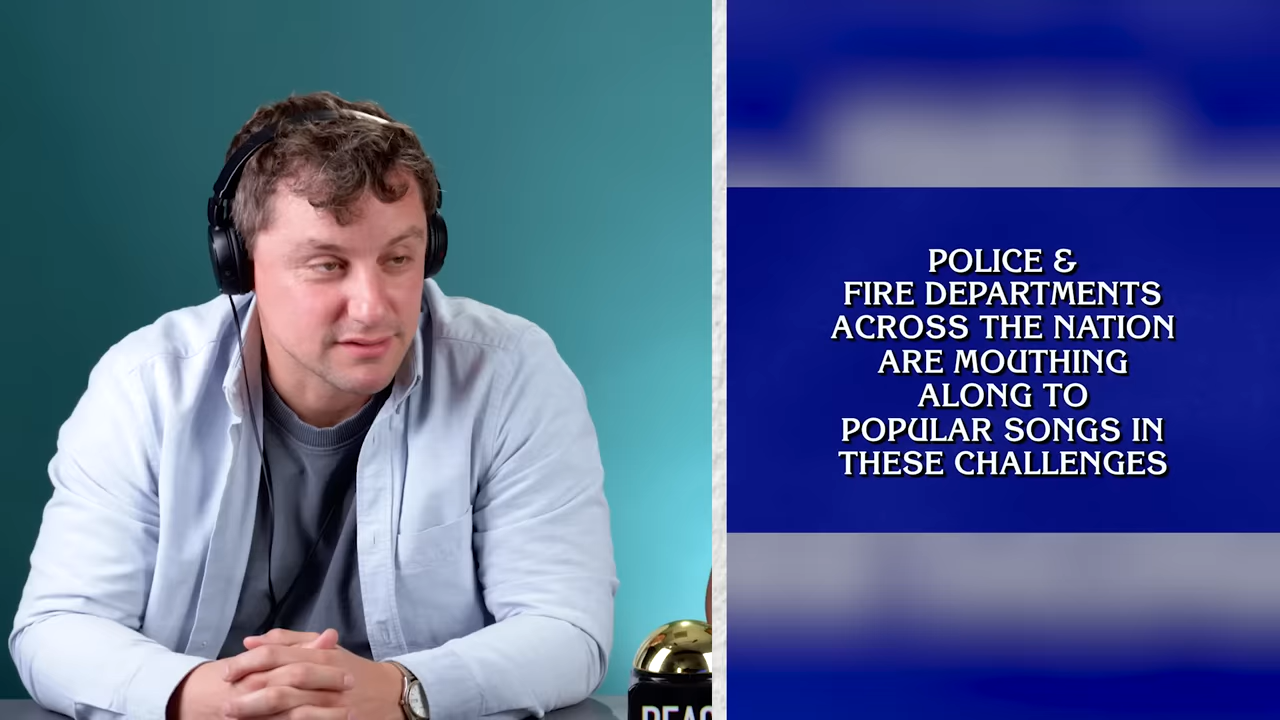 POLICE &
FIRE DEPARTMENTS
ACROSS THE NATION
ARE MOUTHING
ALONG TO
POPULAR SONGS IN
THESE CHALLENGES